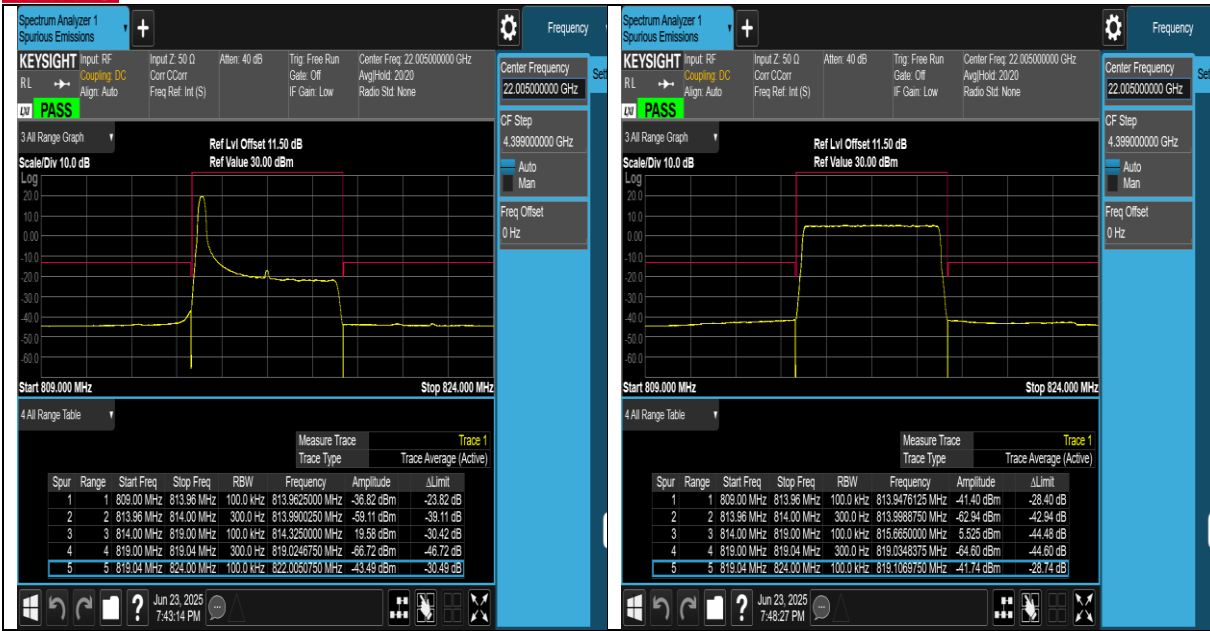 Spectrum Analyzer 1
Spurious Emissions
+
Frequency
KEYSIGHT
RL
Input: RF
Coupling: DC
Align: Auto
Input Z: 50 Ω
Corr CCorr
Freq Ref: Int (S)
Atten: 40 dB
Trig: Free Run
Gate: Off
IF Gain: Low
Center Freq: 22.005000000 GHz
Avg|Hold: 20/20
Radio Std: None
LXI PASS
Center Frequency
22.005000000 GHz
Set
CF Step
4.399000000 GHz
Auto
Man
Freq Offset
0 Hz
3 All Range Graph
Scale/Div 10.0 dB
Ref Lvl Offset 11.50 dB
Ref Value 30.00 dBm
Log
20.0
10.0
0.00
-10.0
-20.0
-30.0
-40.0
-50.0
-60.0
Start 809.000 MHz Stop 824.000 MHz
4 All Range Table
Measure Trace Trace 1
Trace Type Trace Average (Active)
Spur Range Start Freq Stop Freq RBW Frequency Amplitude ΔLimit
1 1 809.00 MHz 813.96 MHz 100.0 kHz 813.9625000 MHz -36.82 dBm -23.82 dB
2 2 813.96 MHz 814.00 MHz 300.0 Hz 813.9900250 MHz -59.11 dBm -39.11 dB
3 3 814.00 MHz 819.00 MHz 100.0 kHz 814.3250000 MHz 19.58 dBm -30.42 dB
4 4 819.00 MHz 819.04 MHz 300.0 Hz 819.0246750 MHz -66.72 dBm -46.72 dB
5 5 819.04 MHz 824.00 MHz 100.0 kHz 822.0050750 MHz -43.49 dBm -30.49 dB
?
Jun 23, 2025
7:43:14 PM
Spectrum Analyzer 1
Spurious Emissions
+
Frequency
KEYSIGHT
RL
Input: RF
Coupling: DC
Align: Auto
Input Z: 50 Ω
Corr CCorr
Freq Ref: Int (S)
Atten: 40 dB
Trig: Free Run
Gate: Off
IF Gain: Low
Center Freq: 22.005000000 GHz
Avg|Hold: 20/20
Radio Std: None
LXI PASS
Center Frequency
22.005000000 GHz
Set
CF Step
4.399000000 GHz
Auto
Man
Freq Offset
0 Hz
3 All Range Graph
Scale/Div 10.0 dB
Ref Lvl Offset 11.50 dB
Ref Value 30.00 dBm
Log
20.0
10.0
0.00
-10.0
-20.0
-30.0
-40.0
-50.0
-60.0
Start 809.000 MHz Stop 824.000 MHz
4 All Range Table
Measure Trace Trace 1
Trace Type Trace Average (Active)
Spur Range Start Freq Stop Freq RBW Frequency Amplitude ΔLimit
1 1 809.00 MHz 813.96 MHz 100.0 kHz 813.9476125 MHz -41.40 dBm -28.40 dB
2 2 813.96 MHz 814.00 MHz 300.0 Hz 813.9988750 MHz -62.94 dBm -42.94 dB
3 3 814.00 MHz 819.00 MHz 100.0 kHz 815.6650000 MHz 5.525 dBm -44.48 dB
4 4 819.00 MHz 819.04 MHz 300.0 Hz 819.0348375 MHz -64.60 dBm -44.60 dB
5 5 819.04 MHz 824.00 MHz 100.0 kHz 819.1069750 MHz -41.74 dBm -28.74 dB
?
Jun 23, 2025
7:48:27 PM